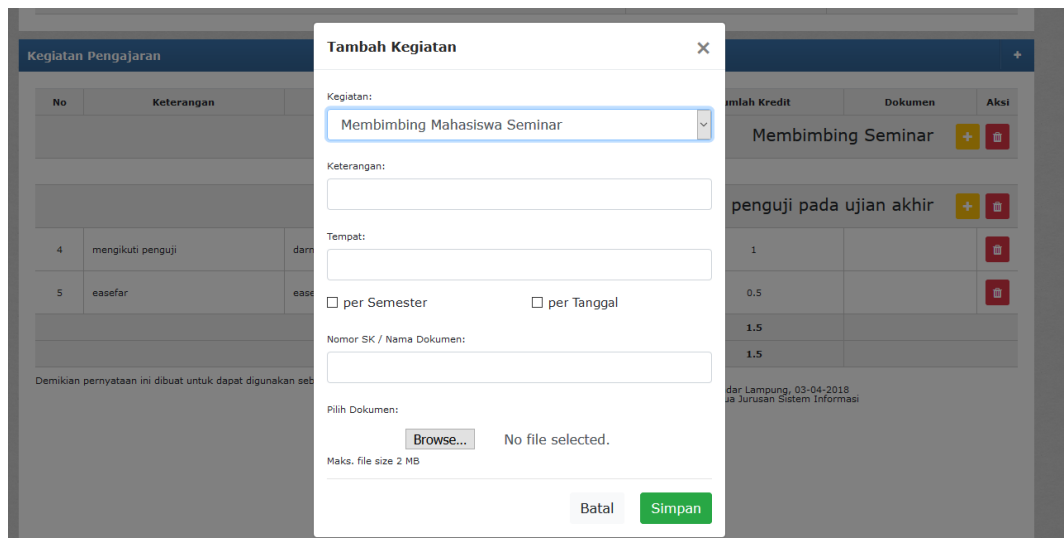 Tambah Kegiatan ×
Kegiatan Pengajaran +
Kegiatan:
No Keterangan Kredit Dokumen Aksi
Membimbing Mahasiswa Seminar
Membimbing Seminar +
Keterangan:
penguji pada ujian akhir +
Tempat:
4 mengikuti penguji 1
5 easefar 0.5
per Semester per Tanggal
1.5
Nomor SK / Nama Dokumen:
1.5
Demikian pernyataan ini dibuat untuk dapat digunakan
Lampung, 03-04-2018
Jurusan Sistem Informasi
Pilih Dokumen:
Browse... No file selected.
Maks. file size 2 MB
Batal Simpan